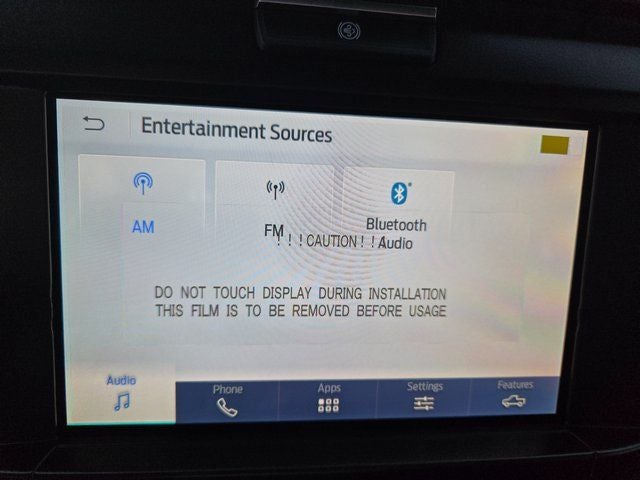 Entertainment Sources
AM
FM
Bluetooth
Audio
! ! !CAUTION! ! !
DO NOT TOUCH DISPLAY DURING INSTALLATION
THIS FILM IS TO BE REMOVED BEFORE USAGE
Audio
Phone
Apps
Settings
Features